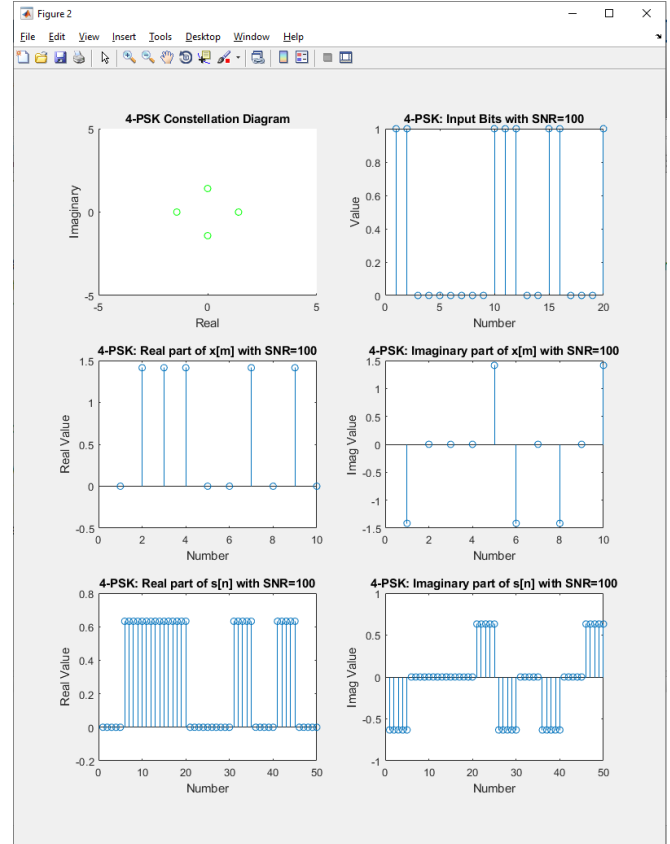 Figure 2
File Edit View Insert Tools Desktop Window Help
4-PSK Constellation Diagram
5
0
-5
Imaginary
-5 0 5
Real
4-PSK: Input Bits with SNR=100
1
0.8
0.6
0.4
0.2
0
Value
0 5 10 15 20
Number
4-PSK: Real part of x[m] with SNR=100
1.5
1
0.5
0
-0.5
Real Value
0 2 4 6 8 10
Number
4-PSK: Imaginary part of x[m] with SNR=100
1.5
1
0.5
0
-0.5
-1
-1.5
Imag Value
0 2 4 6 8 10
Number
4-PSK: Real part of s[n] with SNR=100
0.8
0.6
0.4
0.2
0
-0.2
Real Value
0 10 20 30 40 50
Number
4-PSK: Imaginary part of s[n] with SNR=100
1
0.5
0
-0.5
-1
Imag Value
0 10 20 30 40 50
Number